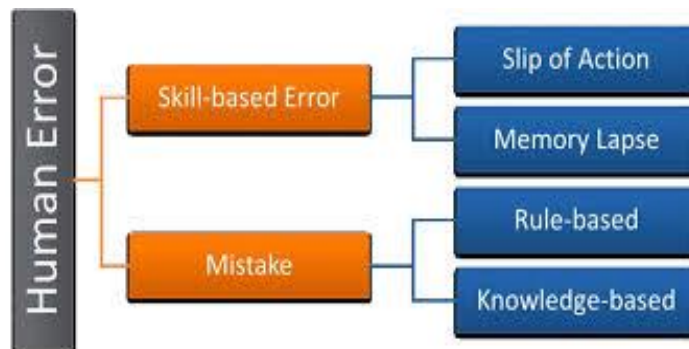 Human Error
Skill-based Error
Slip of Action
Memory Lapse
Mistake
Rule-based
Knowledge-based